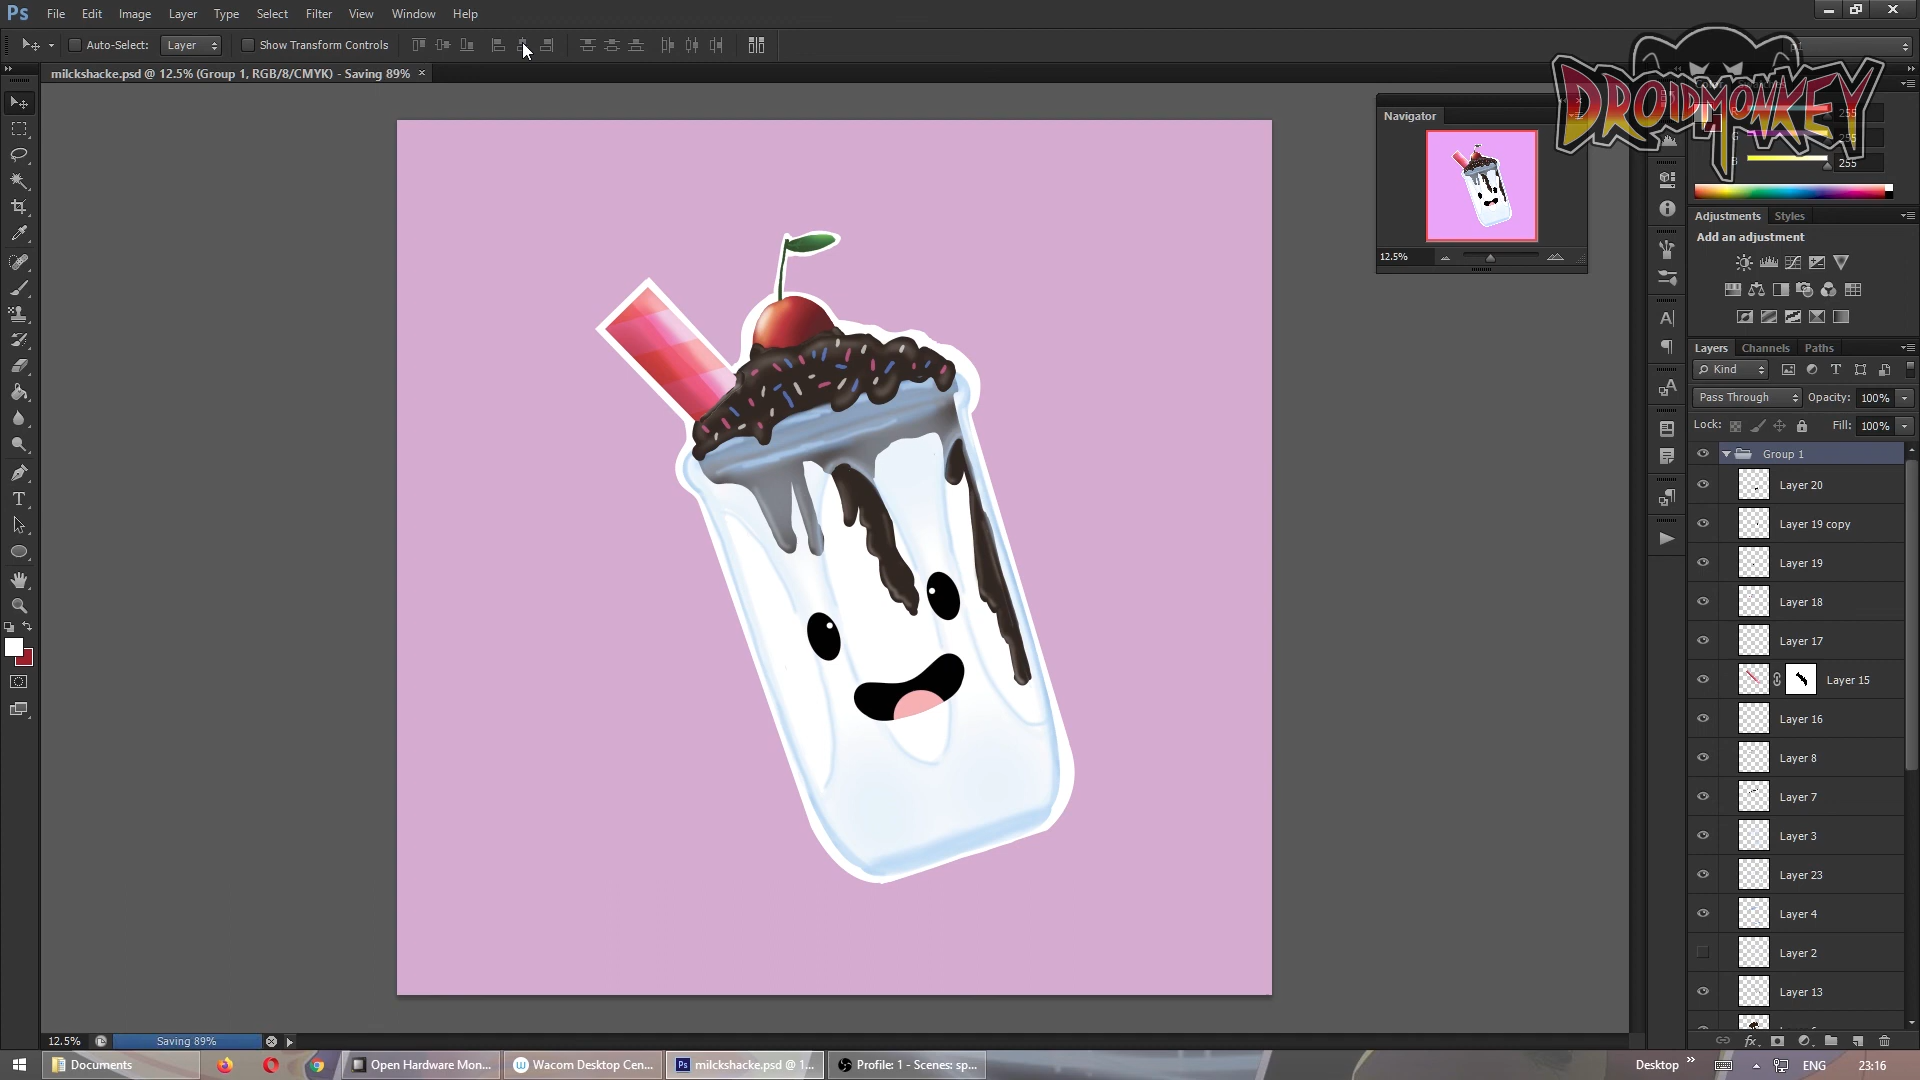 Ps File Edit Image Layer Type Select Filter View Window Help
Auto-Select: Layer Show Transform Controls
milckshacke.psd @ 12.5% (Group 1, RGB/8/CMYK) - Saving 89% ×
DROIDMONKEY
Navigator
12.5%
255
255
255
Adjustments Styles
Add an adjustment
Layers Channels Paths
Kind
Pass Through Opacity: 100%
Lock: Fill: 100%
Group 1
Layer 20
Layer 19 copy
Layer 19
Layer 18
Layer 17
Layer 15
Layer 16
Layer 8
Layer 7
Layer 3
Layer 23
Layer 4
Layer 2
Layer 13
12.5% Saving 89%
Documents Open Hardware Mon... Wacom Desktop Cen... milckshacke.psd @ 1... Profile: 1 - Scenes: sp... Desktop ENG 23:16